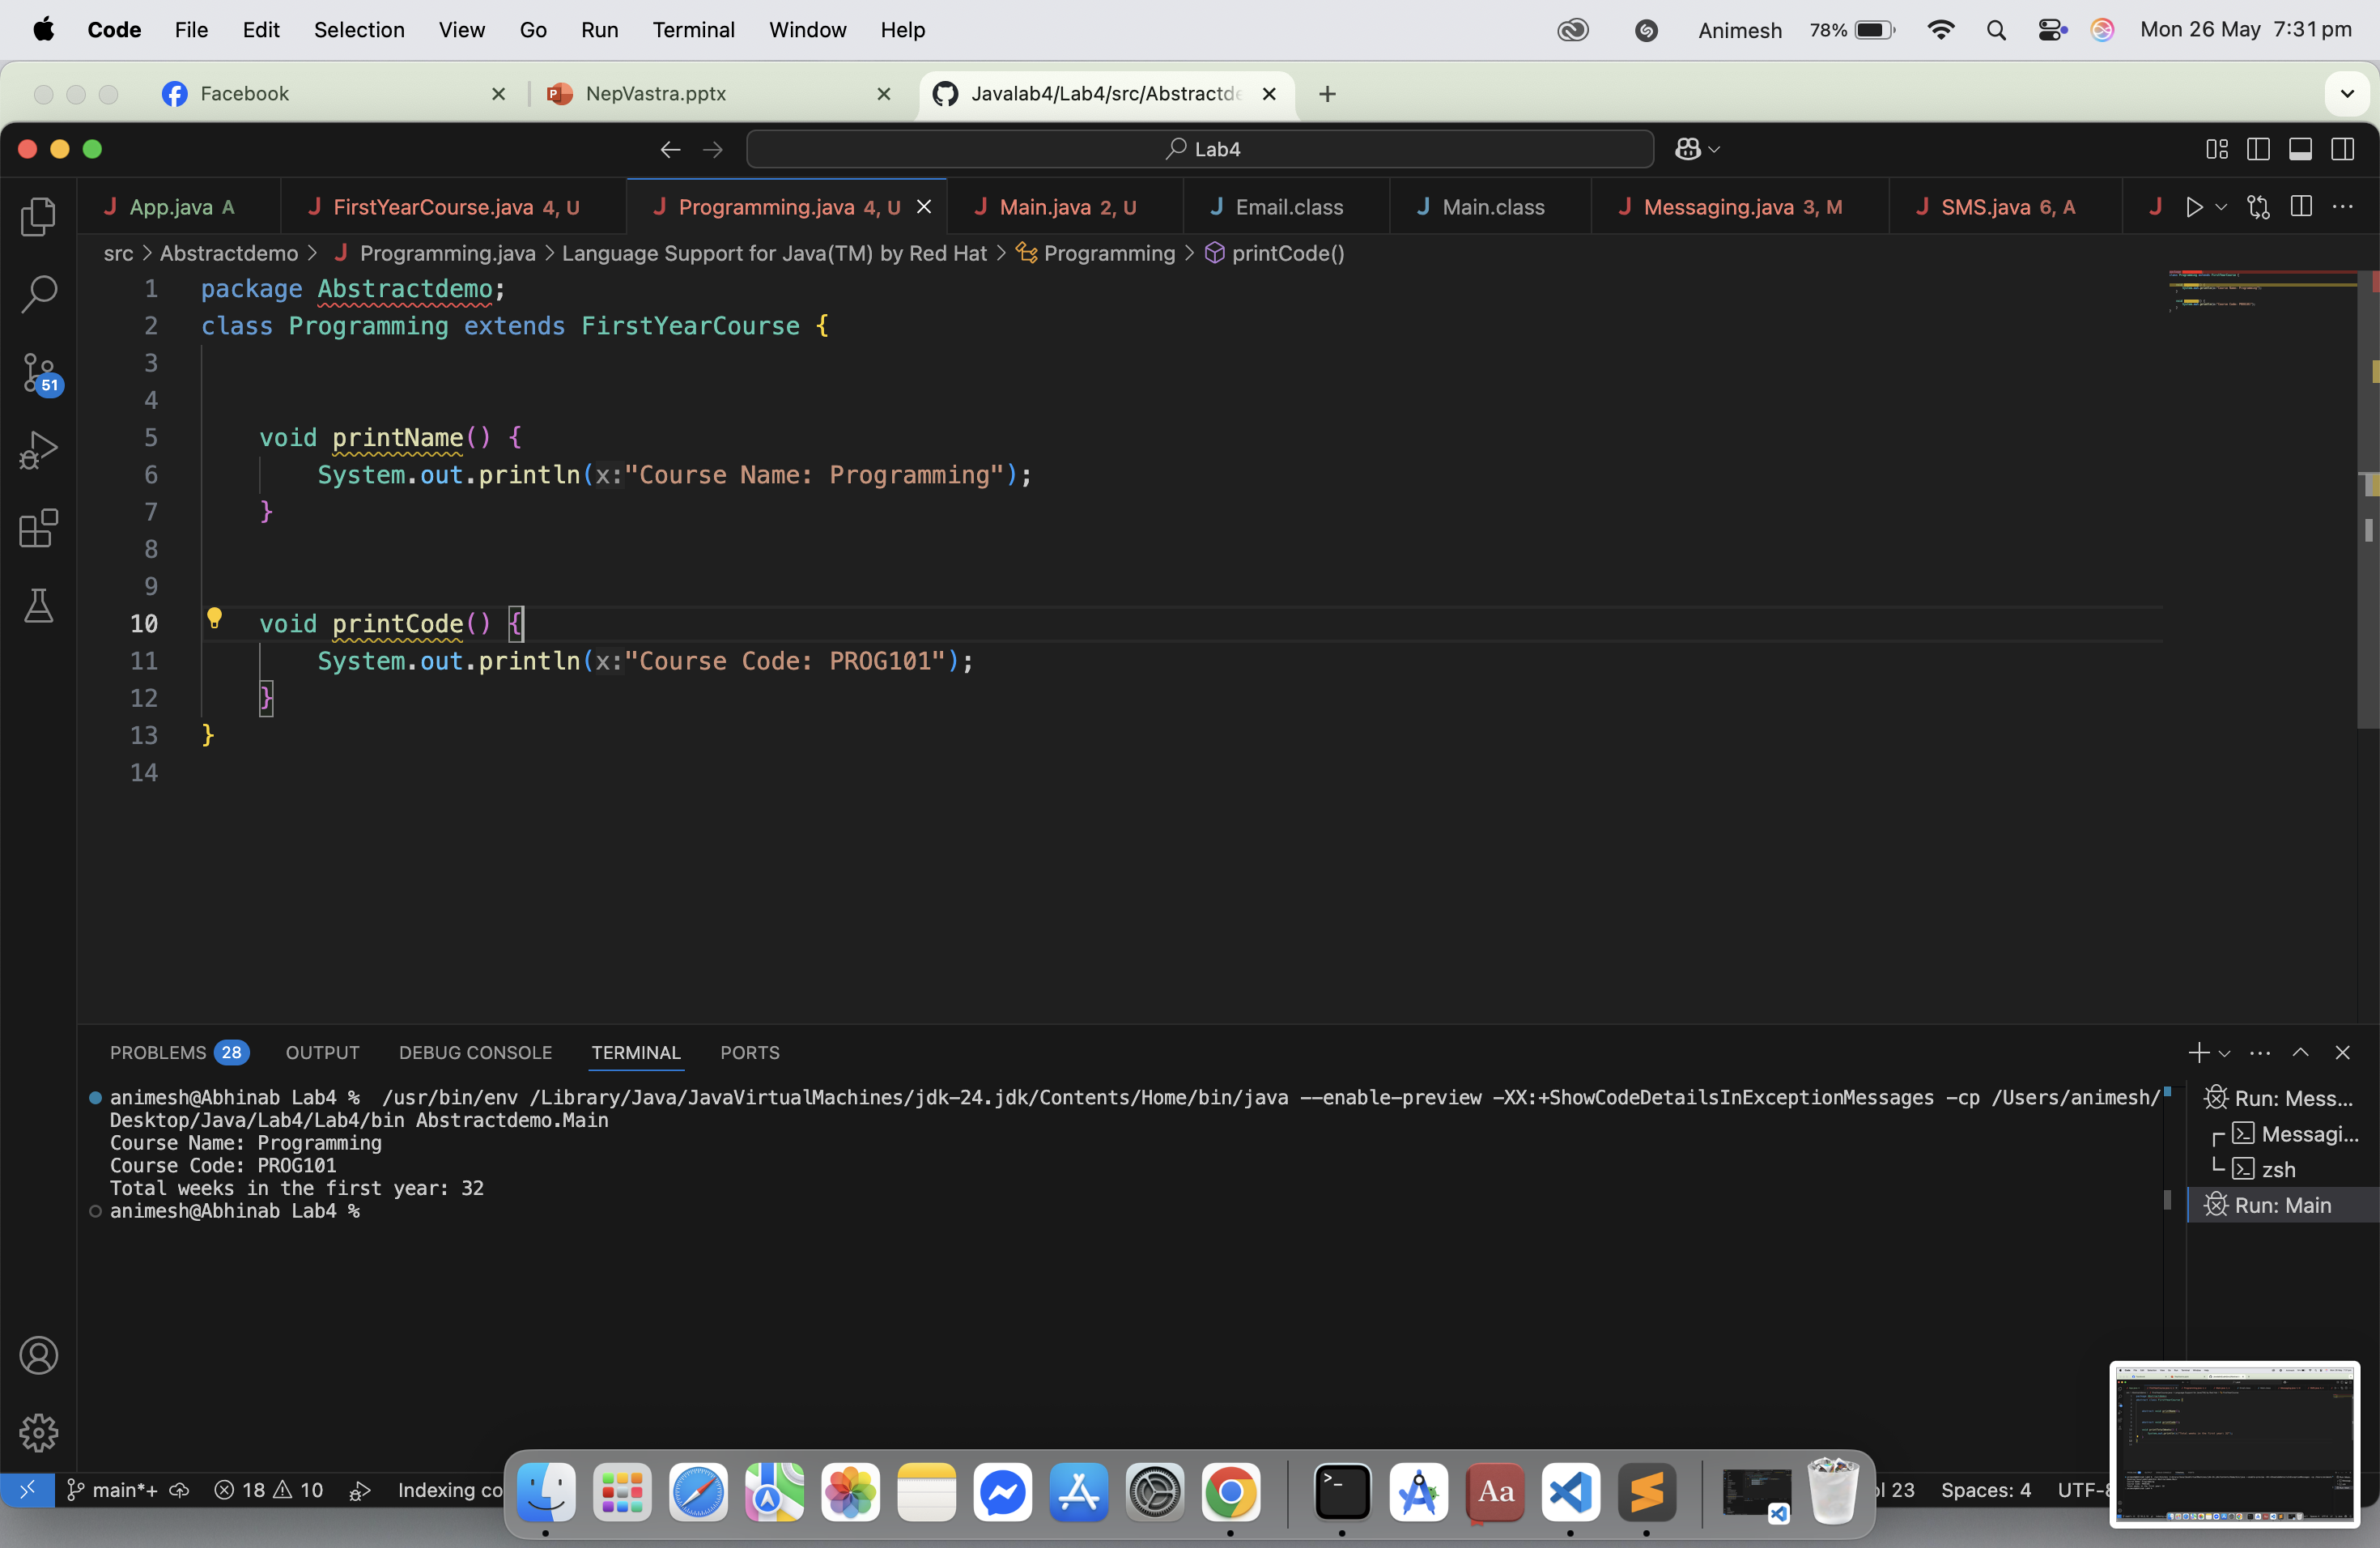 Code File Edit Selection View Go Run Terminal Window Help Animesh 78% Mon 26 May 7:31 pm
Facebook NepVastra.pptx Javalab4/Lab4/src/Abstractde
Lab4
App.java A FirstYearCourse.java 4, U Programming.java 4, U Main.java 2, U Email.class Main.class Messaging.java 3, M SMS.java 6, A
src > Abstractdemo > Programming.java > Language Support for Java(TM) by Red Hat > Programming > printCode()
51
1 package Abstractdemo;
2 class Programming extends FirstYearCourse {
3
4
5 void printName() {
6 System.out.println(x:"Course Name: Programming");
7 }
8
9
10 void printCode() {
11 System.out.println(x:"Course Code: PROG101");
12 }
13 }
14
PROBLEMS 28 OUTPUT DEBUG CONSOLE TERMINAL PORTS
animesh@Abhinab Lab4 % /usr/bin/env /Library/Java/JavaVirtualMachines/jdk-24.jdk/Contents/Home/bin/java --enable-preview -XX:+ShowCodeDetailsInExceptionMessages -cp /Users/animesh/
Desktop/Java/Lab4/Lab4/bin Abstractdemo.Main
Course Name: Programming
Course Code: PROG101
Total weeks in the first year: 32
animesh@Abhinab Lab4 %
Run: Mess...
Messagi...
zsh
Run: Main
main*+ 18 10 Indexing co
Aa
23 Spaces: 4 UTF-8